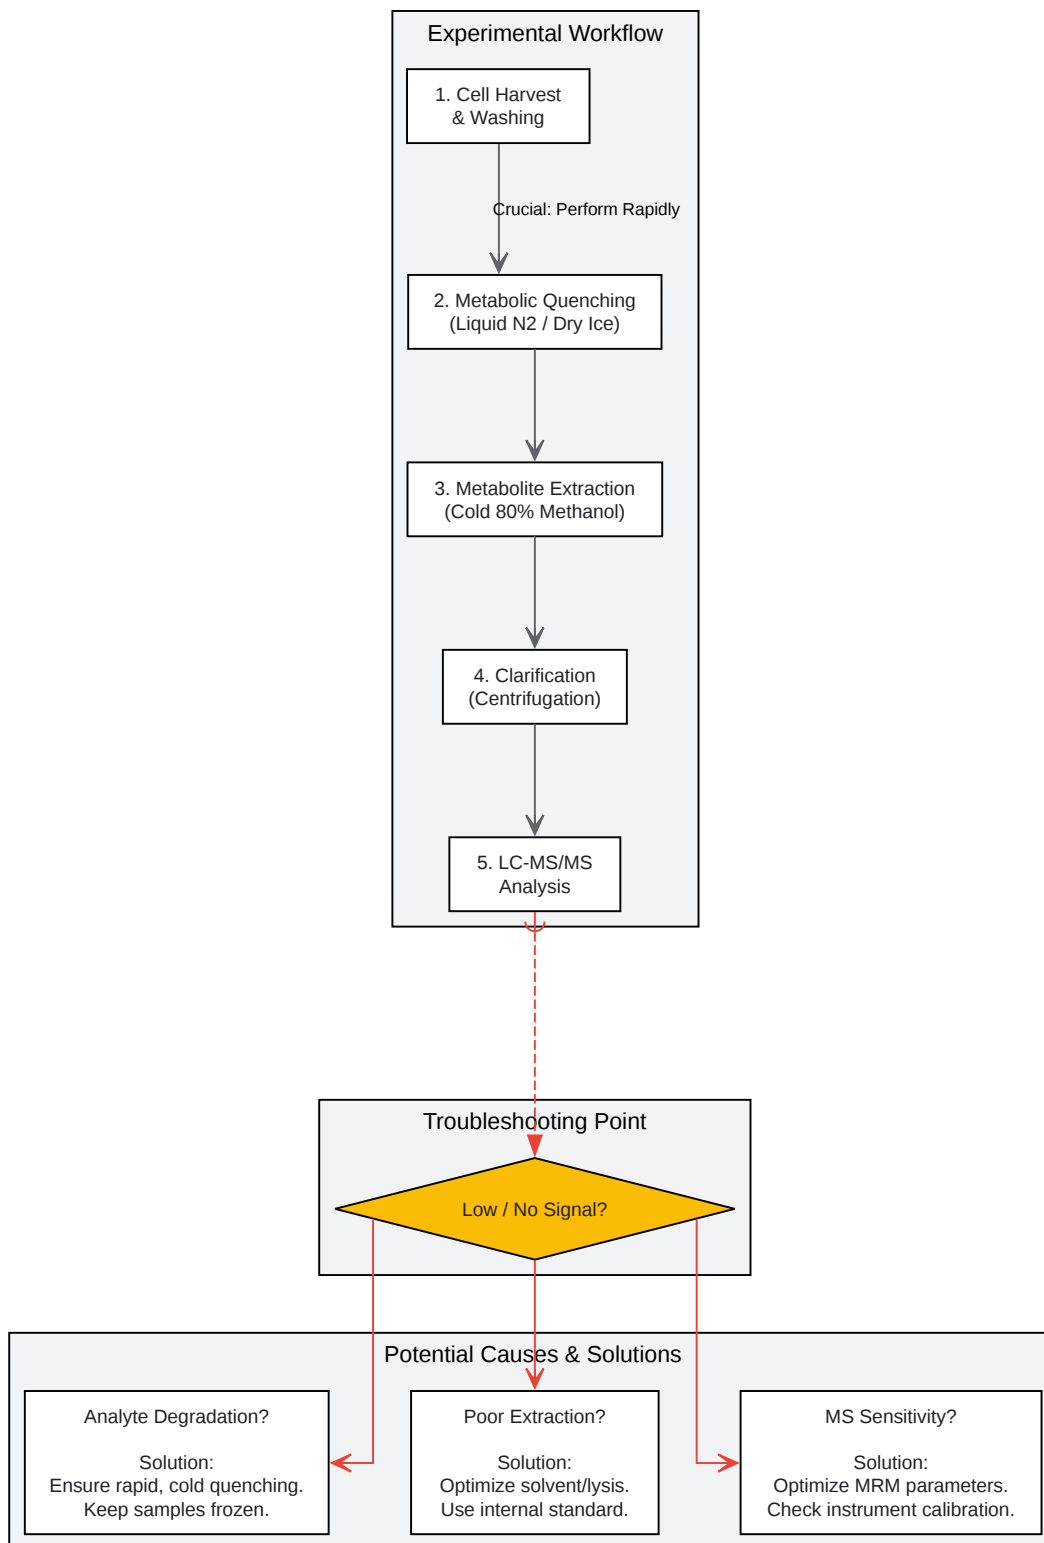 Experimental Workflow
1. Cell Harvest
& Washing
Crucial: Perform Rapidly
2. Metabolic Quenching
(Liquid N2 / Dry Ice)
3. Metabolite Extraction
(Cold 80% Methanol)
4. Clarification
(Centrifugation)
5. LC-MS/MS
Analysis
Troubleshooting Point
Low / No Signal?
Potential Causes & Solutions
Analyte Degradation?
Solution:
Ensure rapid, cold quenching.
Keep samples frozen.
Poor Extraction?
Solution:
Optimize solvent/lysis.
Use internal standard.
MS Sensitivity?
Solution:
Optimize MRM parameters.
Check instrument calibration.